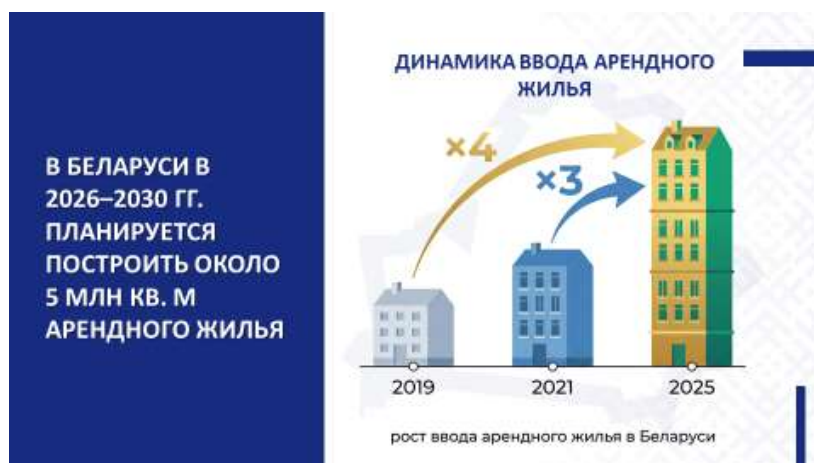 В БЕЛАРУСИ В
2026–2030 ГГ.
ПЛАНИРУЕТСЯ
ПОСТРОИТЬ ОКОЛО
5 МЛН КВ. М
АРЕНДНОГО ЖИЛЬЯ
ДИНАМИКА ВВОДА АРЕНДНОГО
ЖИЛЬЯ
×4
×3
2019 2021 2025
рост ввода арендного жилья в Беларуси